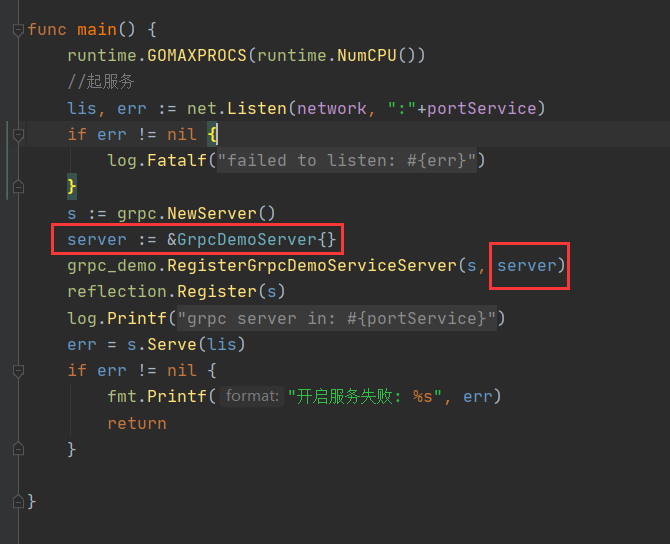 func main() {
runtime.GOMAXPROCS(runtime.NumCPU())
//起服务
lis, err := net.Listen(network, ":"+portService)
if err != nil {
log.Fatalf("failed to listen: #{err}")
}
s := grpc.NewServer()
server := &GrpcDemoServer{}
grpc_demo.RegisterGrpcDemoServiceServer(s, server)
reflection.Register(s)
log.Printf("grpc server in: #{portService}")
err = s.Serve(lis)
if err != nil {
fmt.Printf( format: "开启服务失败: %s", err)
return
}
}